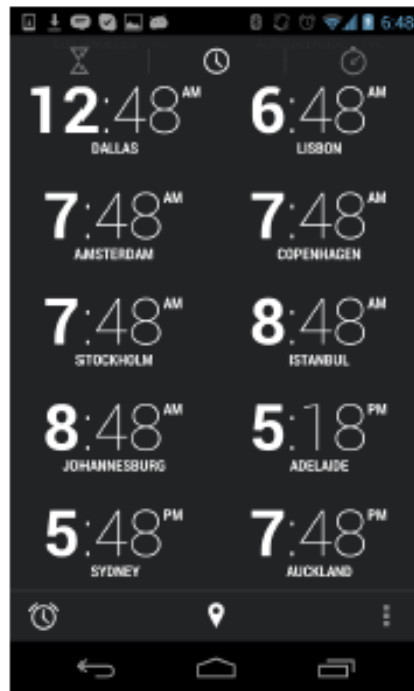 6:48
12:48 AM 6:48 AM
DALLAS LISBON
7:48 AM 7:48 AM
AMSTERDAM COPENHAGEN
7:48 AM 8:48 AM
STOCKHOLM ISTANBUL
8:48 AM 5:18 PM
JOHANNESBURG ADELAIDE
5:48 PM 7:48 PM
SYDNEY AUCKLAND